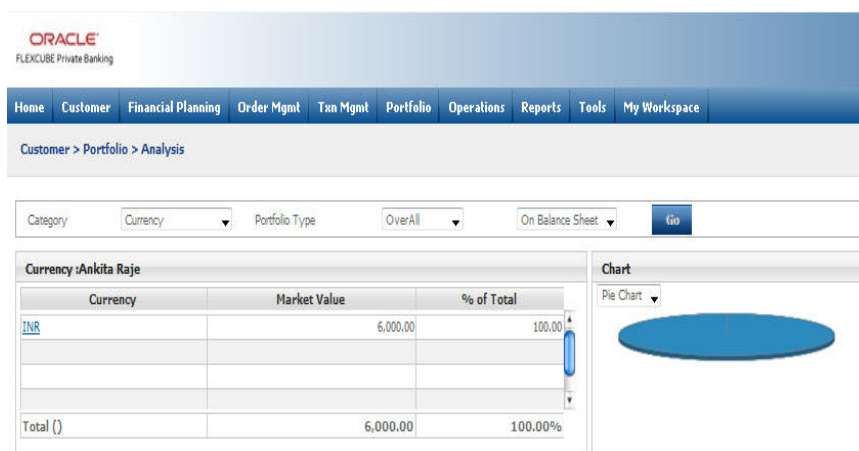 ORACLE
FLEXCUBE Private Banking
Home Customer Financial Planning Order Mgmt Txn Mgmt Portfolio Operations Reports Tools My Workspace
Customer > Portfolio > Analysis
Category Currency Portfolio Type OverAll On Balance Sheet Go
Currency :Ankita Raje
Currency Market Value % of Total
INR 6,000.00 100.00
Total () 6,000.00 100.00%
Chart
Pie Chart